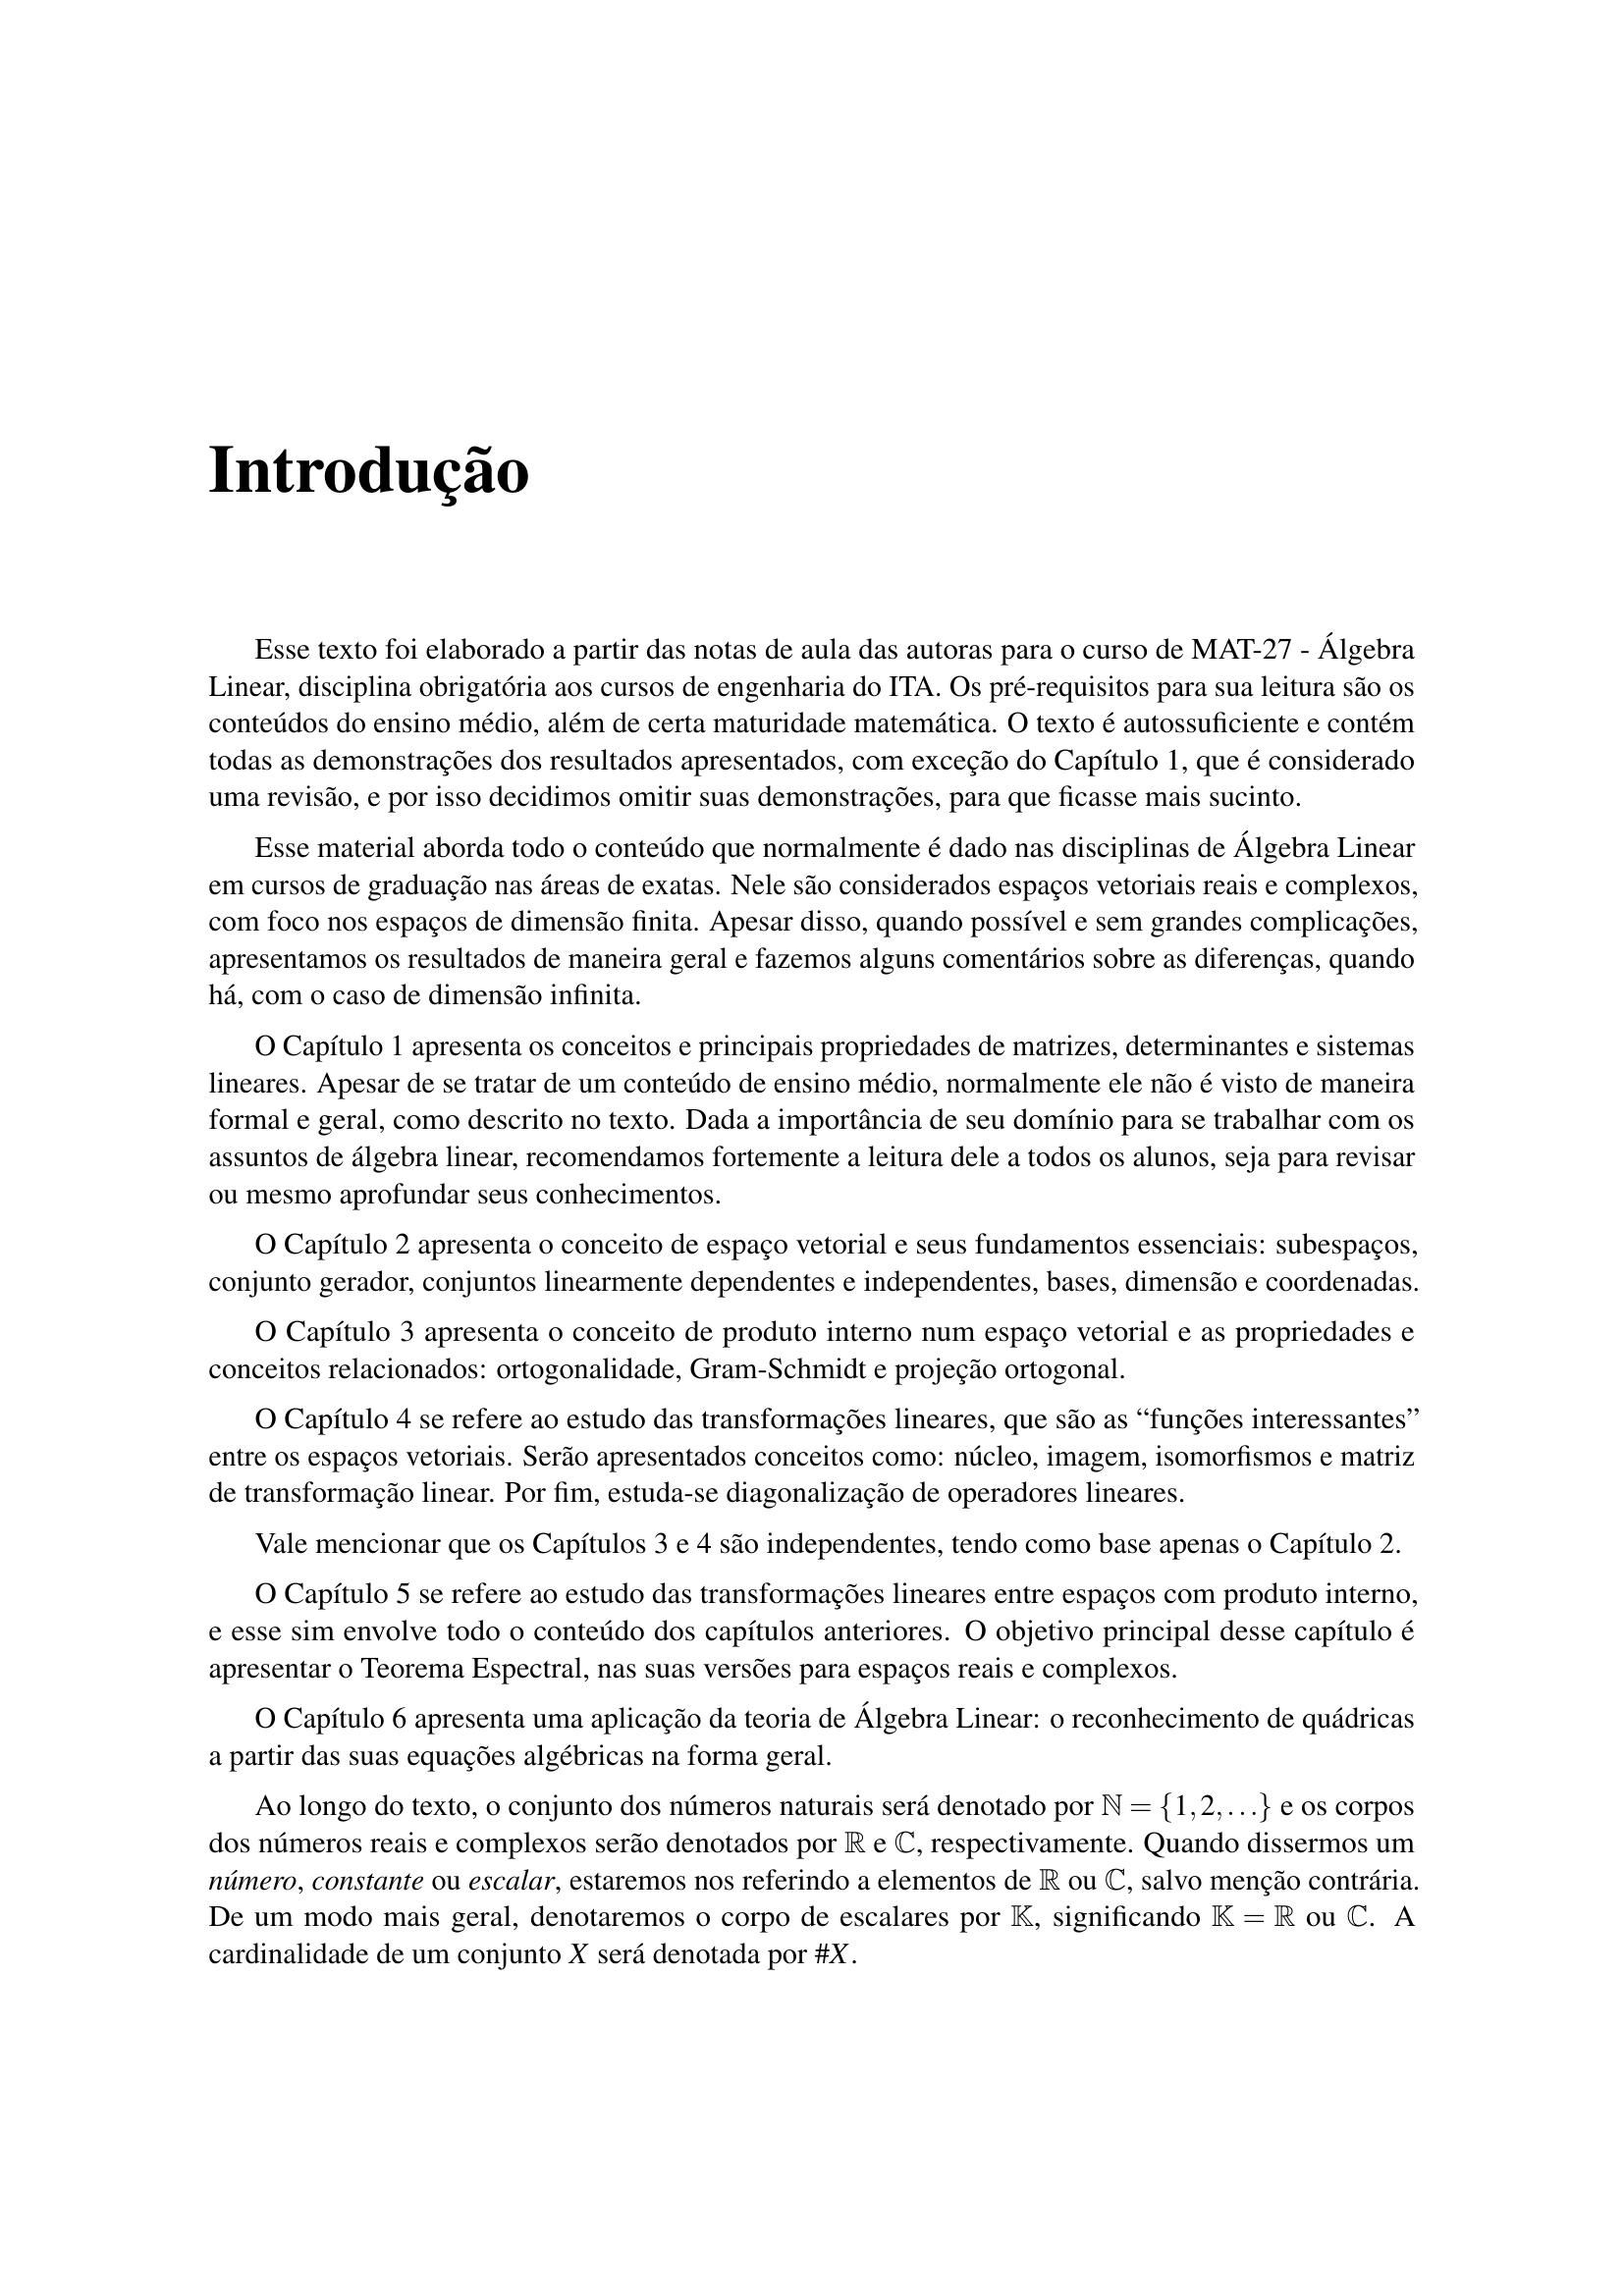 Introdução
Esse texto foi elaborado a partir das notas de aula das autoras para o curso de MAT-27 - Álgebra
Linear, disciplina obrigatória aos cursos de engenharia do ITA. Os pré-requisitos para sua leitura são os
conteúdos do ensino médio, além de certa maturidade matemática. O texto é autossuficiente e contém
todas as demonstrações dos resultados apresentados, com exceção do Capítulo 1, que é considerado
uma revisão, e por isso decidimos omitir suas demonstrações, para que ficasse mais sucinto.
Esse material aborda todo o conteúdo que normalmente é dado nas disciplinas de Álgebra Linear
em cursos de graduação nas áreas de exatas. Nele são considerados espaços vetoriais reais e complexos,
com foco nos espaços de dimensão finita. Apesar disso, quando possível e sem grandes complicações,
apresentamos os resultados de maneira geral e fazemos alguns comentários sobre as diferenças, quando
há, com o caso de dimensão infinita.
O Capítulo 1 apresenta os conceitos e principais propriedades de matrizes, determinantes e sistemas
lineares. Apesar de se tratar de um conteúdo de ensino médio, normalmente ele não é visto de maneira
formal e geral, como descrito no texto. Dada a importância de seu domínio para se trabalhar com os
assuntos de álgebra linear, recomendamos fortemente a leitura dele a todos os alunos, seja para revisar
ou mesmo aprofundar seus conhecimentos.
O Capítulo 2 apresenta o conceito de espaço vetorial e seus fundamentos essenciais: subespaços,
conjunto gerador, conjuntos linearmente dependentes e independentes, bases, dimensão e coordenadas.
O Capítulo 3 apresenta o conceito de produto interno num espaço vetorial e as propriedades e
conceitos relacionados: ortogonalidade, Gram-Schmidt e projeção ortogonal.
O Capítulo 4 se refere ao estudo das transformações lineares, que são as “funções interessantes”
entre os espaços vetoriais. Serão apresentados conceitos como: núcleo, imagem, isomorfismos e matriz
de transformação linear. Por fim, estuda-se diagonalização de operadores lineares.
Vale mencionar que os Capítulos 3 e 4 são independentes, tendo como base apenas o Capítulo 2.
O Capítulo 5 se refere ao estudo das transformações lineares entre espaços com produto interno,
e esse sim envolve todo o conteúdo dos capítulos anteriores. O objetivo principal desse capítulo é
apresentar o Teorema Espectral, nas suas versões para espaços reais e complexos.
O Capítulo 6 apresenta uma aplicação da teoria de Álgebra Linear: o reconhecimento de quádricas
a partir das suas equações algébricas na forma geral.
Ao longo do texto, o conjunto dos números naturais será denotado por ℕ = {1,2,...} e os corpos
dos números reais e complexos serão denotados por ℝ e ℂ, respectivamente. Quando dissermos um
número, constante ou escalar, estaremos nos referindo a elementos de ℝ ou ℂ, salvo menção contrária.
De um modo mais geral, denotaremos o corpo de escalares por 𝕂, significando 𝕂 = ℝ ou ℂ. A
cardinalidade de um conjunto X será denotada por #X.